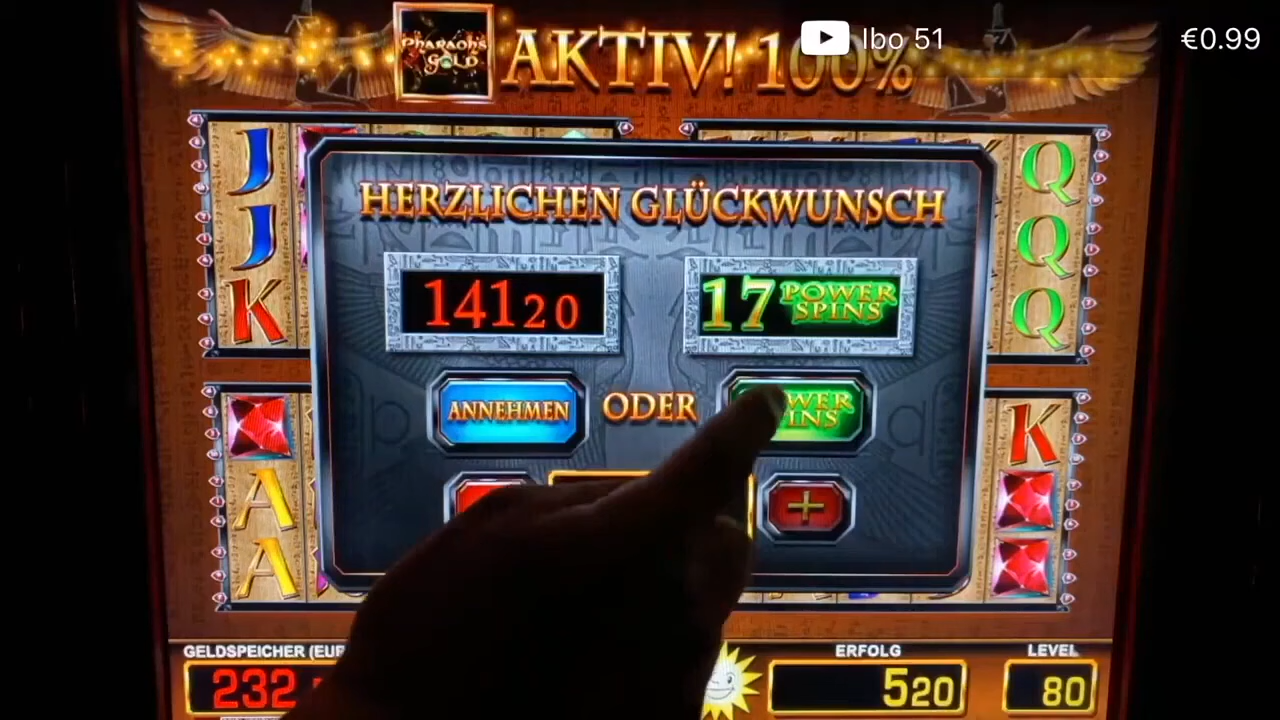 PHARAOH'S
GOLD
AKTIV! 100%
Ibo 51
€0.99
J
J
K
Q
Q
Q
HERZLICHEN GLÜCKWUNSCH
14120
17 POWER
SPINS
ANNEHMEN
ODER
+
A
A
K
GELDSPEICHER (EUR
232
ERFOLG
520
LEVEL
80